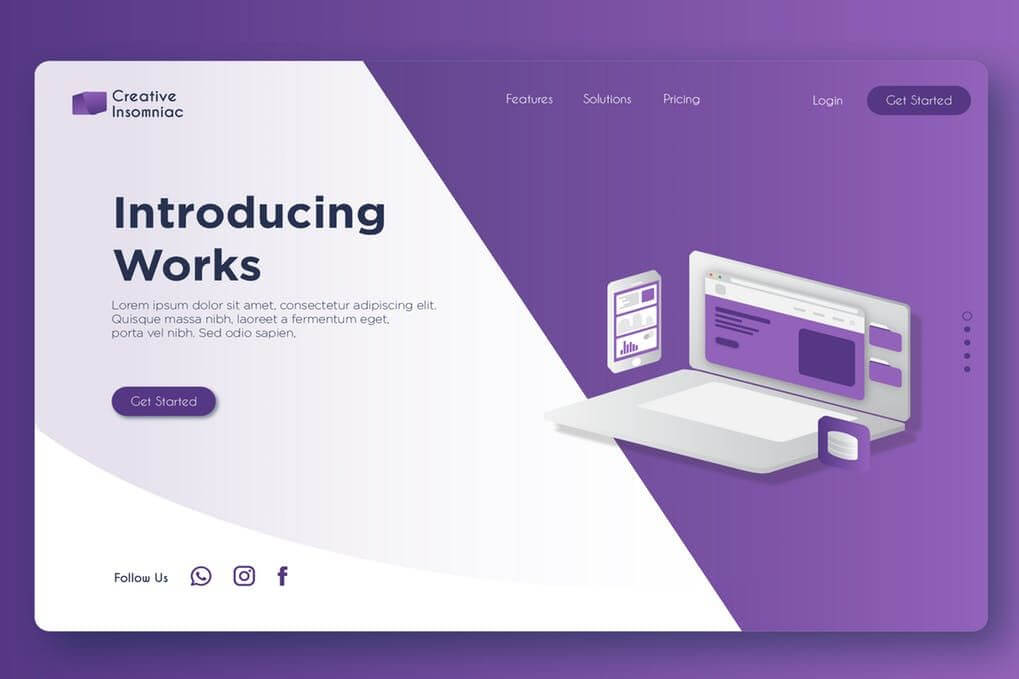 Creative
Insomniac
Features
Solutions
Pricing
Login
Get Started
Introducing
Works
Lorem ipsum dolor sit amet, consectetur adipiscing elit.
Quisque massa nibh, laoreet a fermentum eget,
porta vel nibh. Sed odio sapien,
Get Started
Follow Us